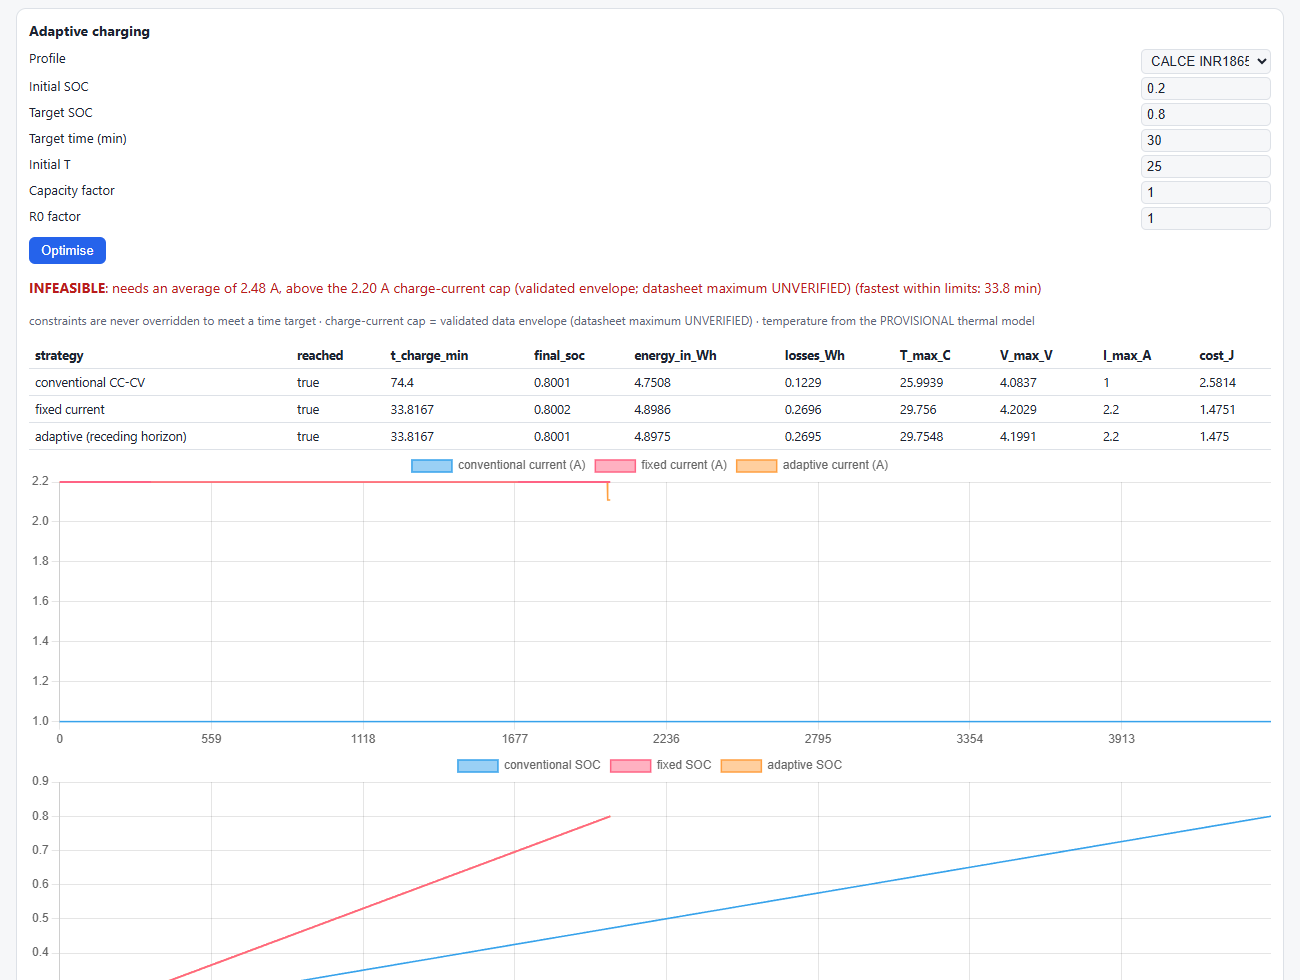 Adaptive charging
Profile CALCE INR1865
Initial SOC 0.2
Target SOC 0.8
Target time (min) 30
Initial T 25
Capacity factor 1
R0 factor 1
Optimise
INFEASIBLE: needs an average of 2.48 A, above the 2.20 A charge-current cap (validated envelope; datasheet maximum UNVERIFIED) (fastest within limits: 33.8 min)
constraints are never overridden to meet a time target · charge-current cap = validated data envelope (datasheet maximum UNVERIFIED) · temperature from the PROVISIONAL thermal model
strategy reached t_charge_min final_soc energy_in_Wh losses_Wh T_max_C V_max_V I_max_A cost_J
conventional CC-CV true 74.4 0.8001 4.7508 0.1229 25.9939 4.0837 1 2.5814
fixed current true 33.8167 0.8002 4.8986 0.2696 29.756 4.2029 2.2 1.4751
adaptive (receding horizon) true 33.8167 0.8001 4.8975 0.2695 29.7548 4.1991 2.2 1.475
conventional current (A) fixed current (A) adaptive current (A)
2.2
2.0
1.8
1.6
1.4
1.2
1.0
0 559 1118 1677 2236 2795 3354 3913
conventional SOC fixed SOC adaptive SOC
0.9
0.8
0.7
0.6
0.5
0.4